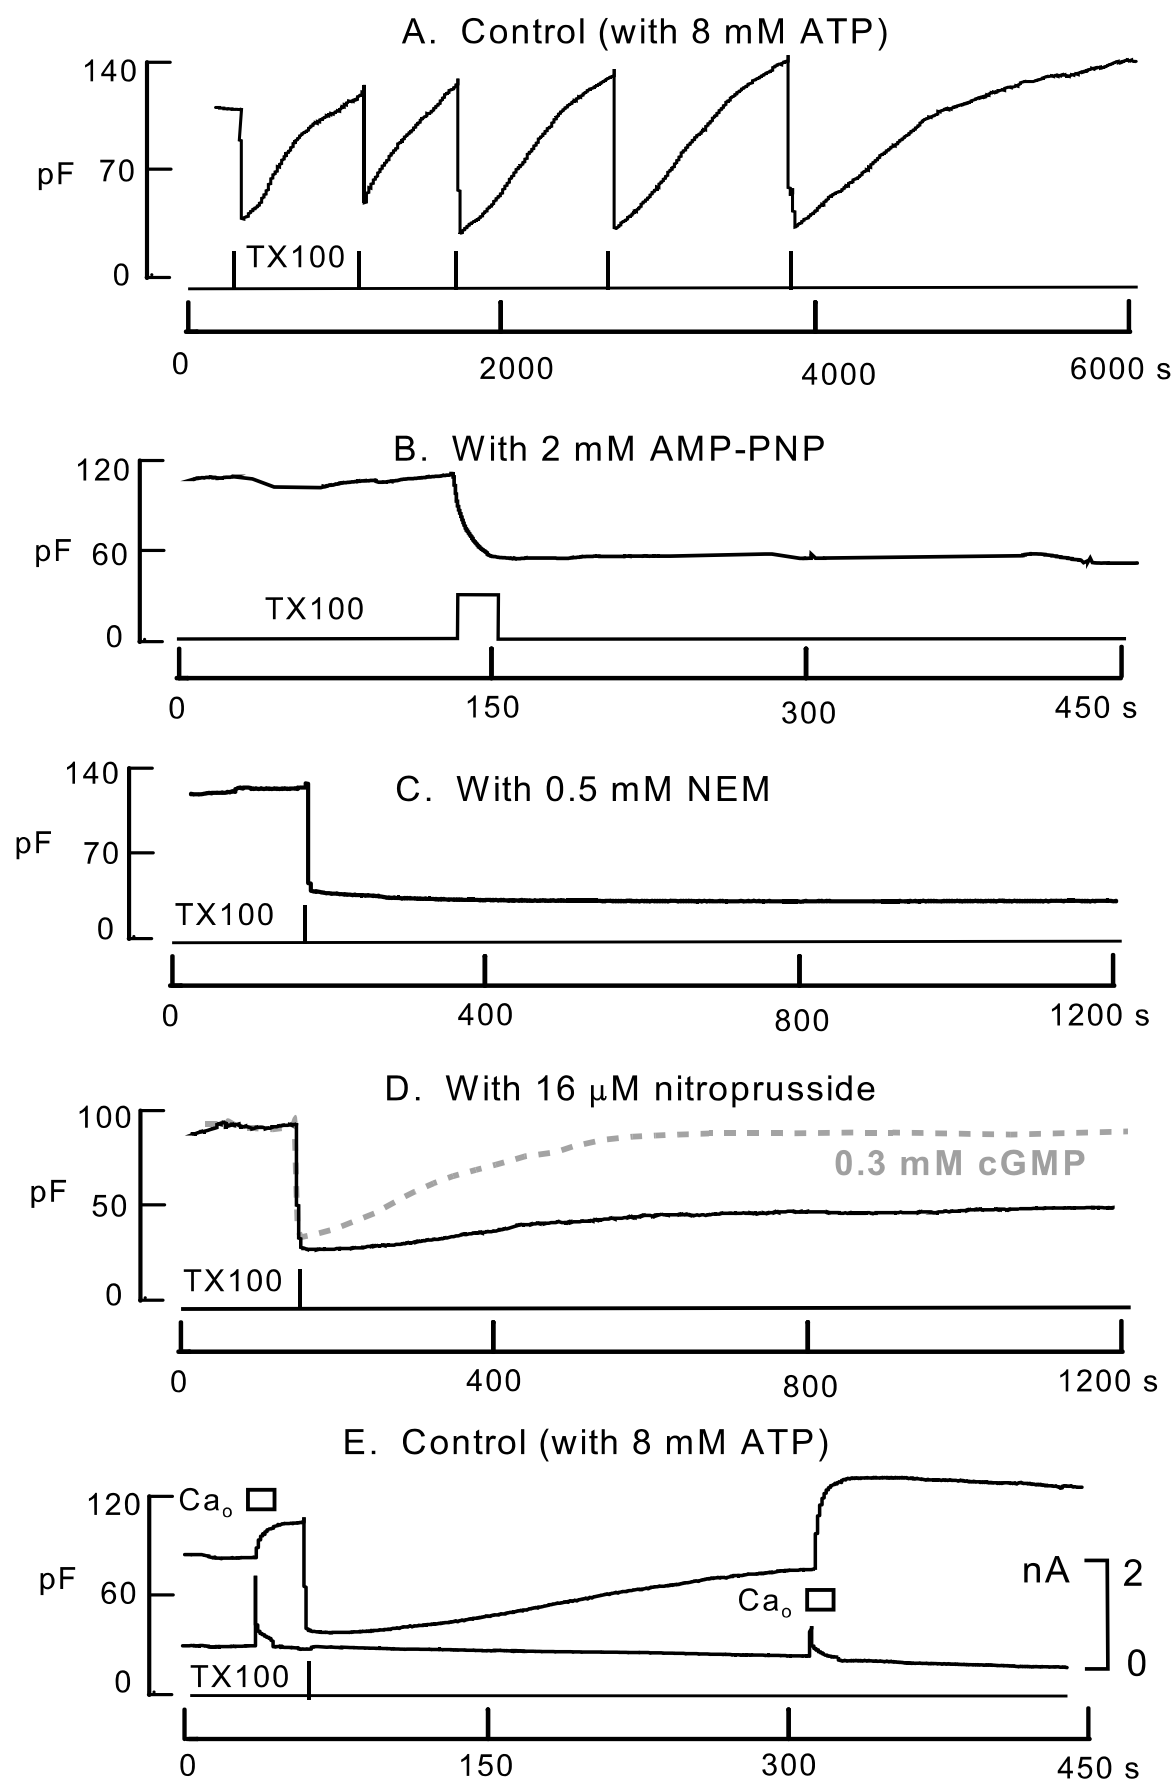 A. Control (with 8 mM ATP)
140
pF 70
TX100
0
0 2000 4000 6000 s
B. With 2 mM AMP-PNP
120
pF 60
TX100
0
0 150 300 450 s
C. With 0.5 mM NEM
140
pF 70
TX100
0
0 400 800 1200 s
D. With 16 μM nitroprusside
100
0.3 mM cGMP
pF 50
TX100
0
0 400 800 1200 s
E. Control (with 8 mM ATP)
120 Cao
nA 2
pF 60
Cao
TX100 0
0
0 150 300 450 s